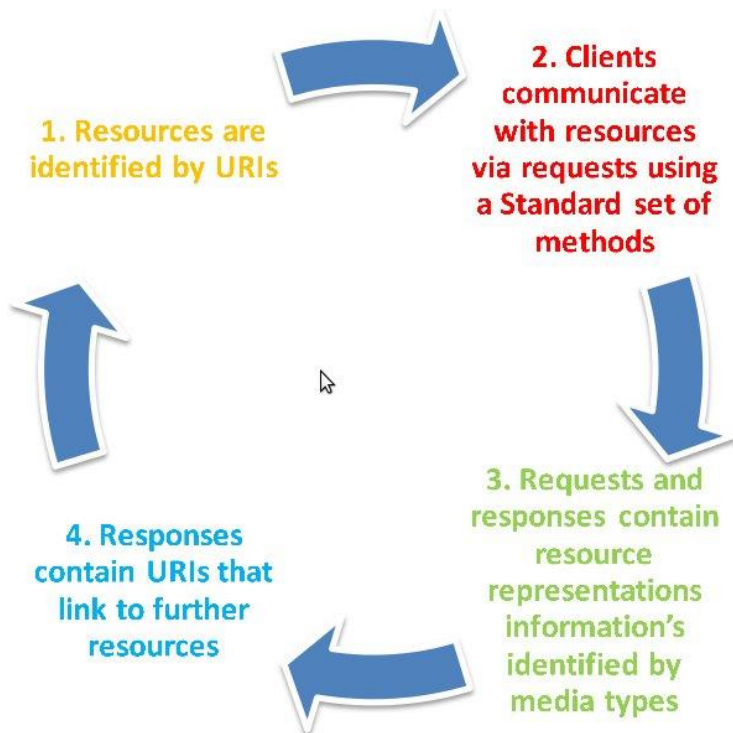 1. Resources are
identified by URIs
2. Clients
communicate
with resources
via requests using
a Standard set of
methods
3. Requests and
responses contain
resource
representations
information's
identified by
media types
4. Responses
contain URIs that
link to further
resources